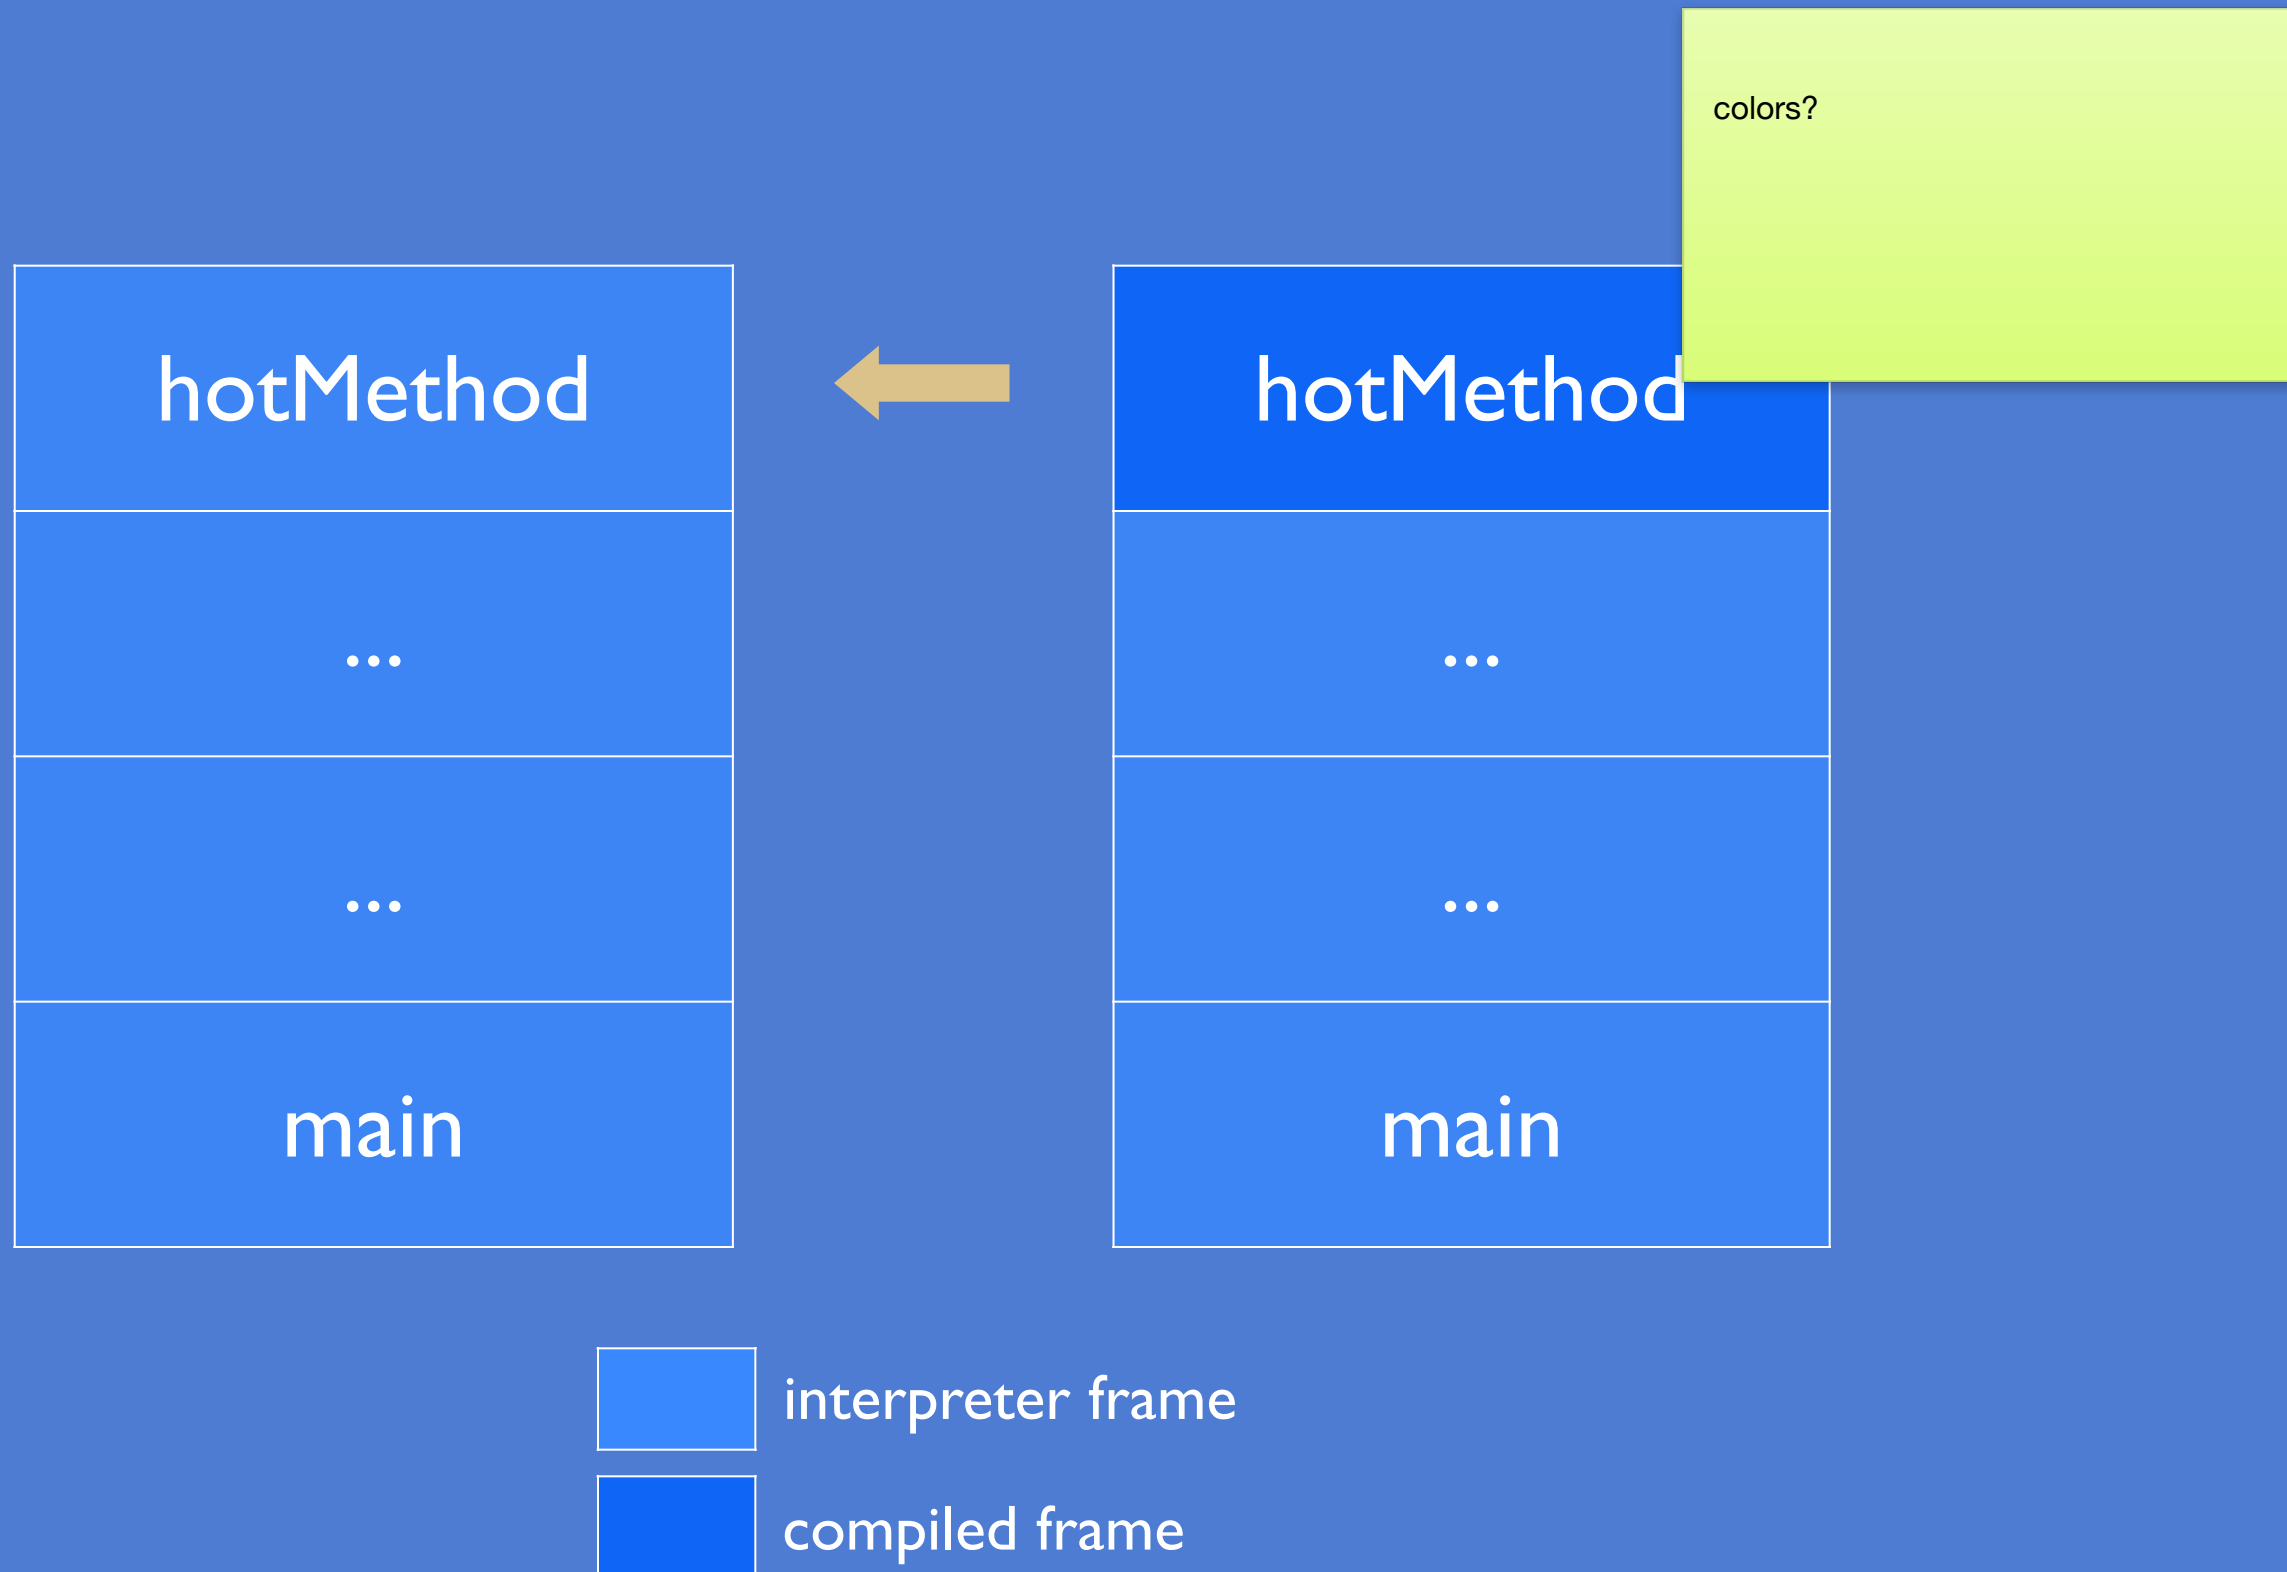 colors?
hotMethod
hotMethod
...
...
...
...
main
main
interpreter frame
compiled frame